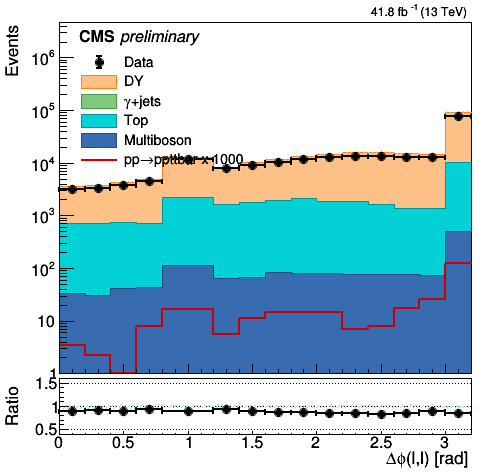 41.8 fb⁻¹ (13 TeV)
CMS preliminary
Events
Data
DY
γ+jets
Top
Multiboson
pp→ppttbar x 1000
10⁶
10⁵
10⁴
10³
10²
10
1
Ratio
1.5
1
0.5
0 0.5 1 1.5 2 2.5 3
Δϕ(l,l) [rad]